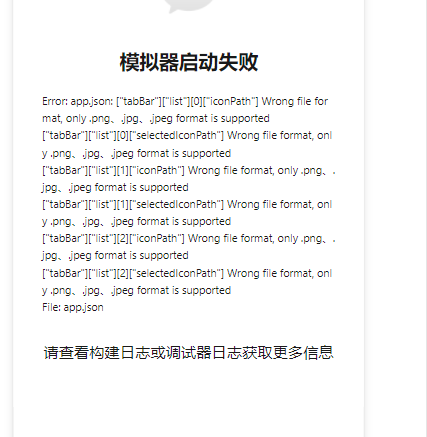 模拟器启动失败
Error: app.json: ["tabBar"]["list"][0]["iconPath"] Wrong file for
mat, only .png、.jpg、.jpeg format is supported
["tabBar"]["list"][0]["selectedIconPath"] Wrong file format, onl
y .png、.jpg、.jpeg format is supported
["tabBar"]["list"][1]["iconPath"] Wrong file format, only .png、.
jpg、.jpeg format is supported
["tabBar"]["list"][1]["selectedIconPath"] Wrong file format, onl
y .png、.jpg、.jpeg format is supported
["tabBar"]["list"][2]["iconPath"] Wrong file format, only .png、.
jpg、.jpeg format is supported
["tabBar"]["list"][2]["selectedIconPath"] Wrong file format, onl
y .png、.jpg、.jpeg format is supported
File: app.json
请查看构建日志或调试器日志获取更多信息